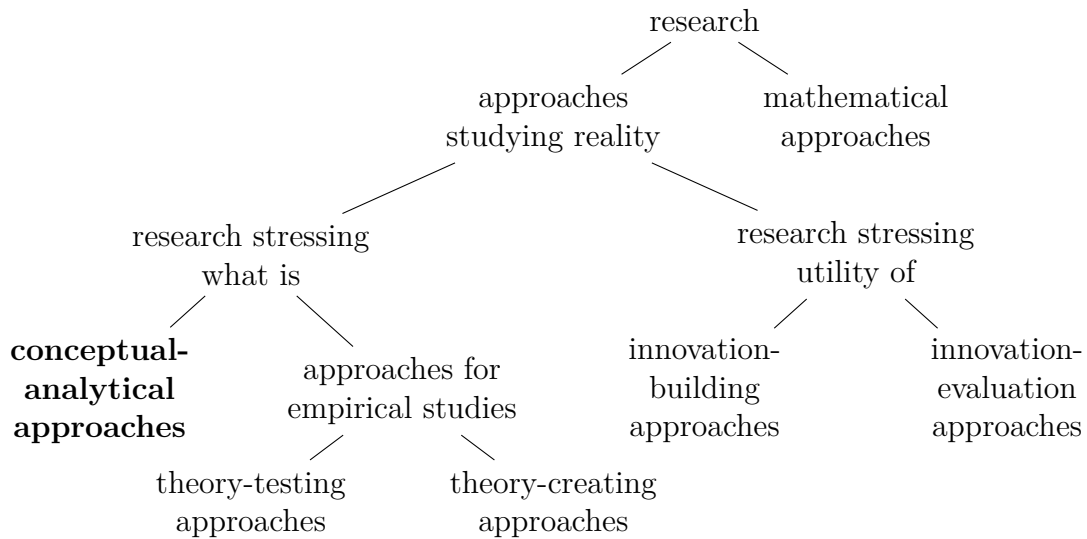 research
approaches
studying reality
mathematical
approaches
research stressing
what is
research stressing
utility of
conceptual-
analytical
approaches
approaches for
empirical studies
innovation-
building
approaches
innovation-
evaluation
approaches
theory-testing
approaches
theory-creating
approaches